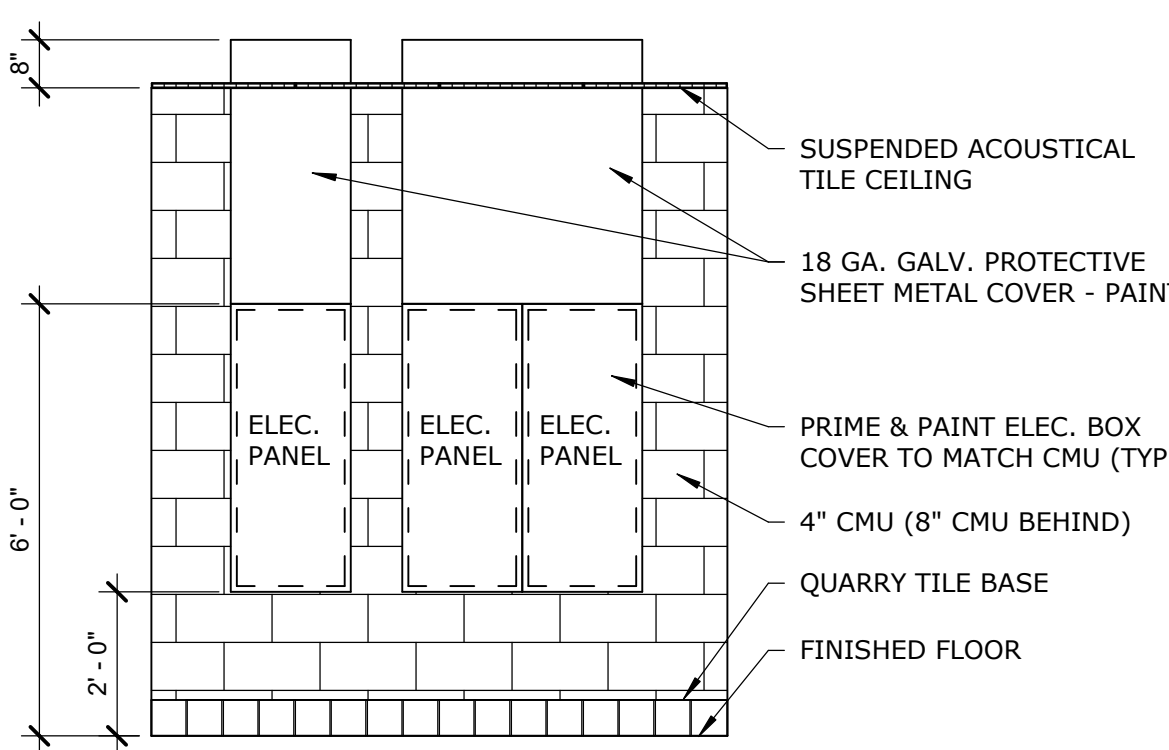 8"
SUSPENDED ACOUSTICAL
TILE CEILING
18 GA. GALV. PROTECTIVE
SHEET METAL COVER - PAIN
ELEC.
PANEL
ELEC.
PANEL
ELEC.
PANEL
PRIME & PAINT ELEC. BOX
COVER TO MATCH CMU (TYP
6' - 0"
4" CMU (8" CMU BEHIND)
QUARRY TILE BASE
2' - 0"
FINISHED FLOOR